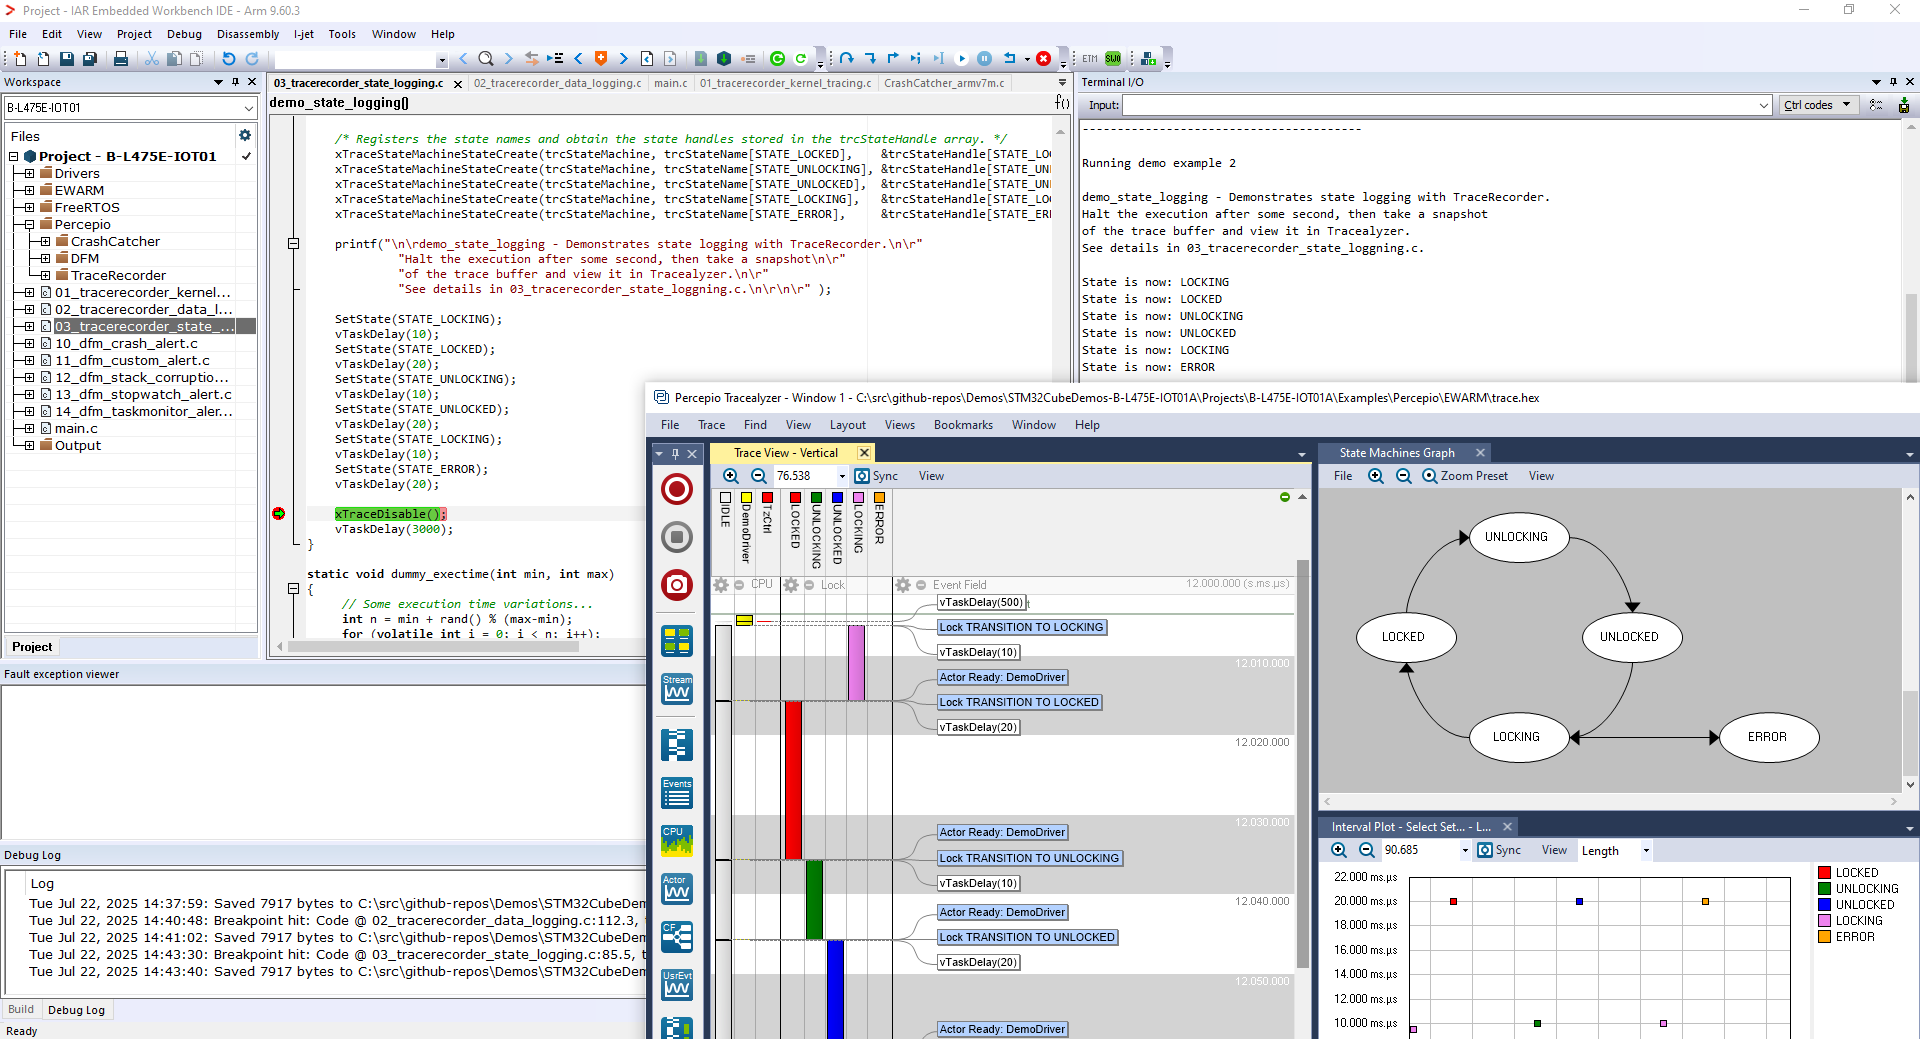 Project - IAR Embedded Workbench IDE - Arm 9.60.3
File Edit View Project Debug Disassembly I-jet Tools Window Help
ETM SWO
Workspace
B-L475E-IOT01
Files
Project - B-L475E-IOT01
Drivers
EWARM
FreeRTOS
Percepio
CrashCatcher
DFM
TraceRecorder
01_tracerecorder_kernel...
02_tracerecorder_data_l...
03_tracerecorder_state_...
10_dfm_crash_alert.c
11_dfm_custom_alert.c
12_dfm_stack_corruptio...
13_dfm_stopwatch_alert.c
14_dfm_taskmonitor_aler...
main.c
Output
Project
03_tracerecorder_state_logging.c 02_tracerecorder_data_logging.c main.c 01_tracerecorder_kernel_tracing.c CrashCatcher_armv7m.c
demo_state_logging() f()
/* Registers the state names and obtain the state handles stored in the trcStateHandle array. */
xTraceStateMachineStateCreate(trcStateMachine, trcStateName[STATE_LOCKED], &trcStateHandle[STATE_LO
xTraceStateMachineStateCreate(trcStateMachine, trcStateName[STATE_UNLOCKING], &trcStateHandle[STATE_UN
xTraceStateMachineStateCreate(trcStateMachine, trcStateName[STATE_UNLOCKED], &trcStateHandle[STATE_UN
xTraceStateMachineStateCreate(trcStateMachine, trcStateName[STATE_LOCKING], &trcStateHandle[STATE_LO
xTraceStateMachineStateCreate(trcStateMachine, trcStateName[STATE_ERROR], &trcStateHandle[STATE_ER
printf("\n\rdemo_state_logging - Demonstrates state logging with TraceRecorder.\n\r"
"Halt the execution after some second, then take a snapshot\n\r"
"of the trace buffer and view it in Tracealyzer.\n\r"
"See details in 03_tracerecorder_state_loggning.c.\n\r\n\r" );
SetState(STATE_LOCKING);
vTaskDelay(10);
SetState(STATE_LOCKED);
vTaskDelay(20);
SetState(STATE_UNLOCKING);
vTaskDelay(10);
SetState(STATE_UNLOCKED);
vTaskDelay(20);
SetState(STATE_LOCKING);
vTaskDelay(10);
SetState(STATE_ERROR);
vTaskDelay(20);
xTraceDisable();
vTaskDelay(3000);
}
static void dummy_exectime(int min, int max)
{
// Some execution time variations...
int n = min + rand() % (max-min);
for (volatile int i = 0; i < n; i++);
Terminal I/O
Input: Ctrl codes
----------------------------------------
Running demo example 2
demo_state_logging - Demonstrates state logging with TraceRecorder.
Halt the execution after some second, then take a snapshot
of the trace buffer and view it in Tracealyzer.
See details in 03_tracerecorder_state_loggning.c.
State is now: LOCKING
State is now: LOCKED
State is now: UNLOCKING
State is now: UNLOCKED
State is now: LOCKING
State is now: ERROR
Fault exception viewer
Debug Log
Log
Tue Jul 22, 2025 14:37:59: Saved 7917 bytes to C:\src\github-repos\Demos\STM32CubeDem
Tue Jul 22, 2025 14:40:48: Breakpoint hit: Code @ 02_tracerecorder_data_logging.c:112.3, t
Tue Jul 22, 2025 14:41:02: Saved 7917 bytes to C:\src\github-repos\Demos\STM32CubeDem
Tue Jul 22, 2025 14:43:30: Breakpoint hit: Code @ 03_tracerecorder_state_logging.c:85.5, t
Tue Jul 22, 2025 14:43:40: Saved 7917 bytes to C:\src\github-repos\Demos\STM32CubeDem
Build Debug Log
Ready
Percepio Tracealyzer - Window 1 - C:\src\github-repos\Demos\STM32CubeDemos-B-L475E-IOT01A\Projects\B-L475E-IOT01A\Examples\Percepio\EWARM\trace.hex
File Trace Find View Layout Views Bookmarks Window Help
Stream
Events
CPU
Actor
CF
UsrEvt
Trace View - Vertical
76.538 Sync View
IDLE
DemoDriver
TzCtrl
LOCKED
UNLOCKING
UNLOCKED
LOCKING
ERROR
CPU Lock Event Field 12.000.000 (s.ms.µs)
vTaskDelay(500)
Lock TRANSITION TO LOCKING
vTaskDelay(10)
12.010.000
Actor Ready: DemoDriver
Lock TRANSITION TO LOCKED
vTaskDelay(20)
12.020.000
12.030.000
Actor Ready: DemoDriver
Lock TRANSITION TO UNLOCKING
vTaskDelay(10)
12.040.000
Actor Ready: DemoDriver
Lock TRANSITION TO UNLOCKED
vTaskDelay(20)
12.050.000
Actor Ready: DemoDriver
State Machines Graph
File Zoom Preset View
UNLOCKING
LOCKED
UNLOCKED
LOCKING
ERROR
Interval Plot - Select Set... - L...
90.685 Sync View Length
22.000 ms.µs
20.000 ms.µs
18.000 ms.µs
16.000 ms.µs
14.000 ms.µs
12.000 ms.µs
10.000 ms.µs
LOCKED
UNLOCKING
UNLOCKED
LOCKING
ERROR